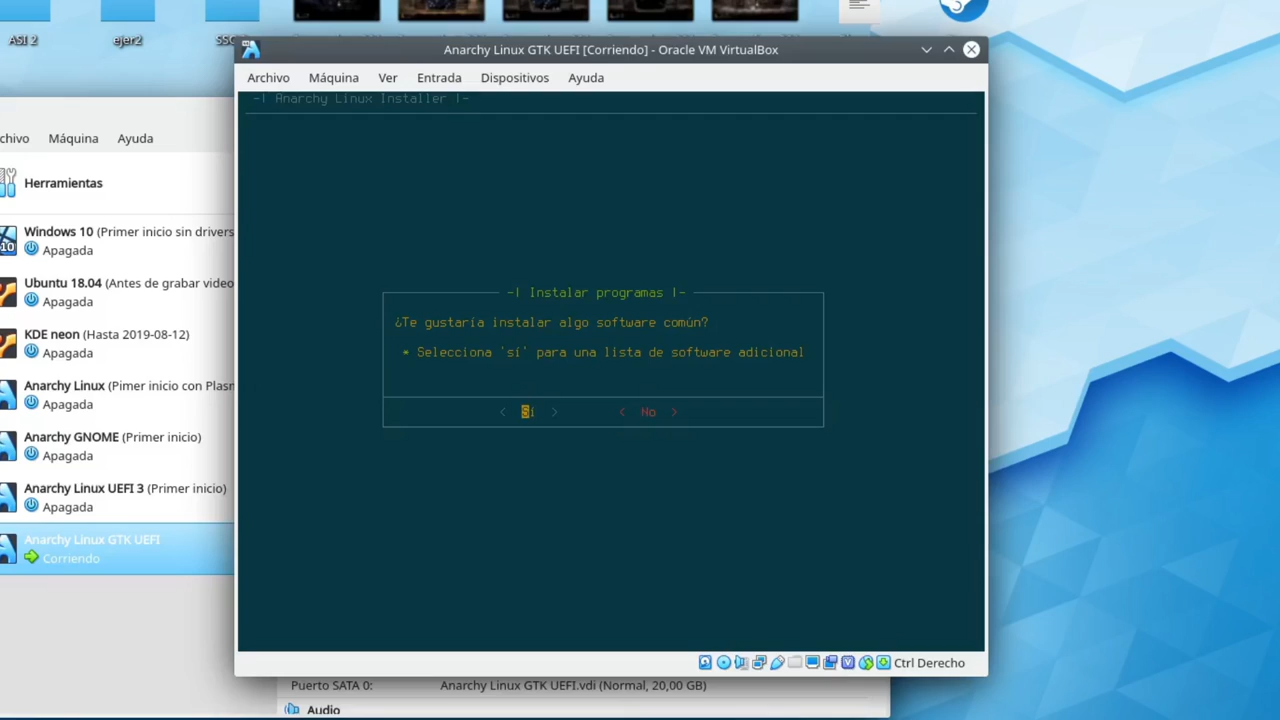 ASI 2
ejer2
SSO
Anarchy Linux GTK UEFI [Corriendo] - Oracle VM VirtualBox
Archivo Máquina Ver Entrada Dispositivos Ayuda
-| Anarchy Linux Installer |-
chivo Máquina Ayuda
Herramientas
Windows 10 (Primer inicio sin drivers
10
Apagada
Ubuntu 18.04 (Antes de grabar video
Apagada
KDE neon (Hasta 2019-08-12)
Apagada
Anarchy Linux (Pimer inicio con Plasm
Apagada
Anarchy GNOME (Primer inicio)
Apagada
Anarchy Linux UEFI 3 (Primer inicio)
Apagada
Anarchy Linux GTK UEFI
Corriendo
-| Instalar programas |-
¿Te gustaría instalar algo software común?
* Selecciona 'sí' para una lista de software adicional
< Sí > < No >
Ctrl Derecho
Puerto SATA 0: Anarchy Linux GTK UEFI.vdi (Normal, 20,00 GB)
Audio